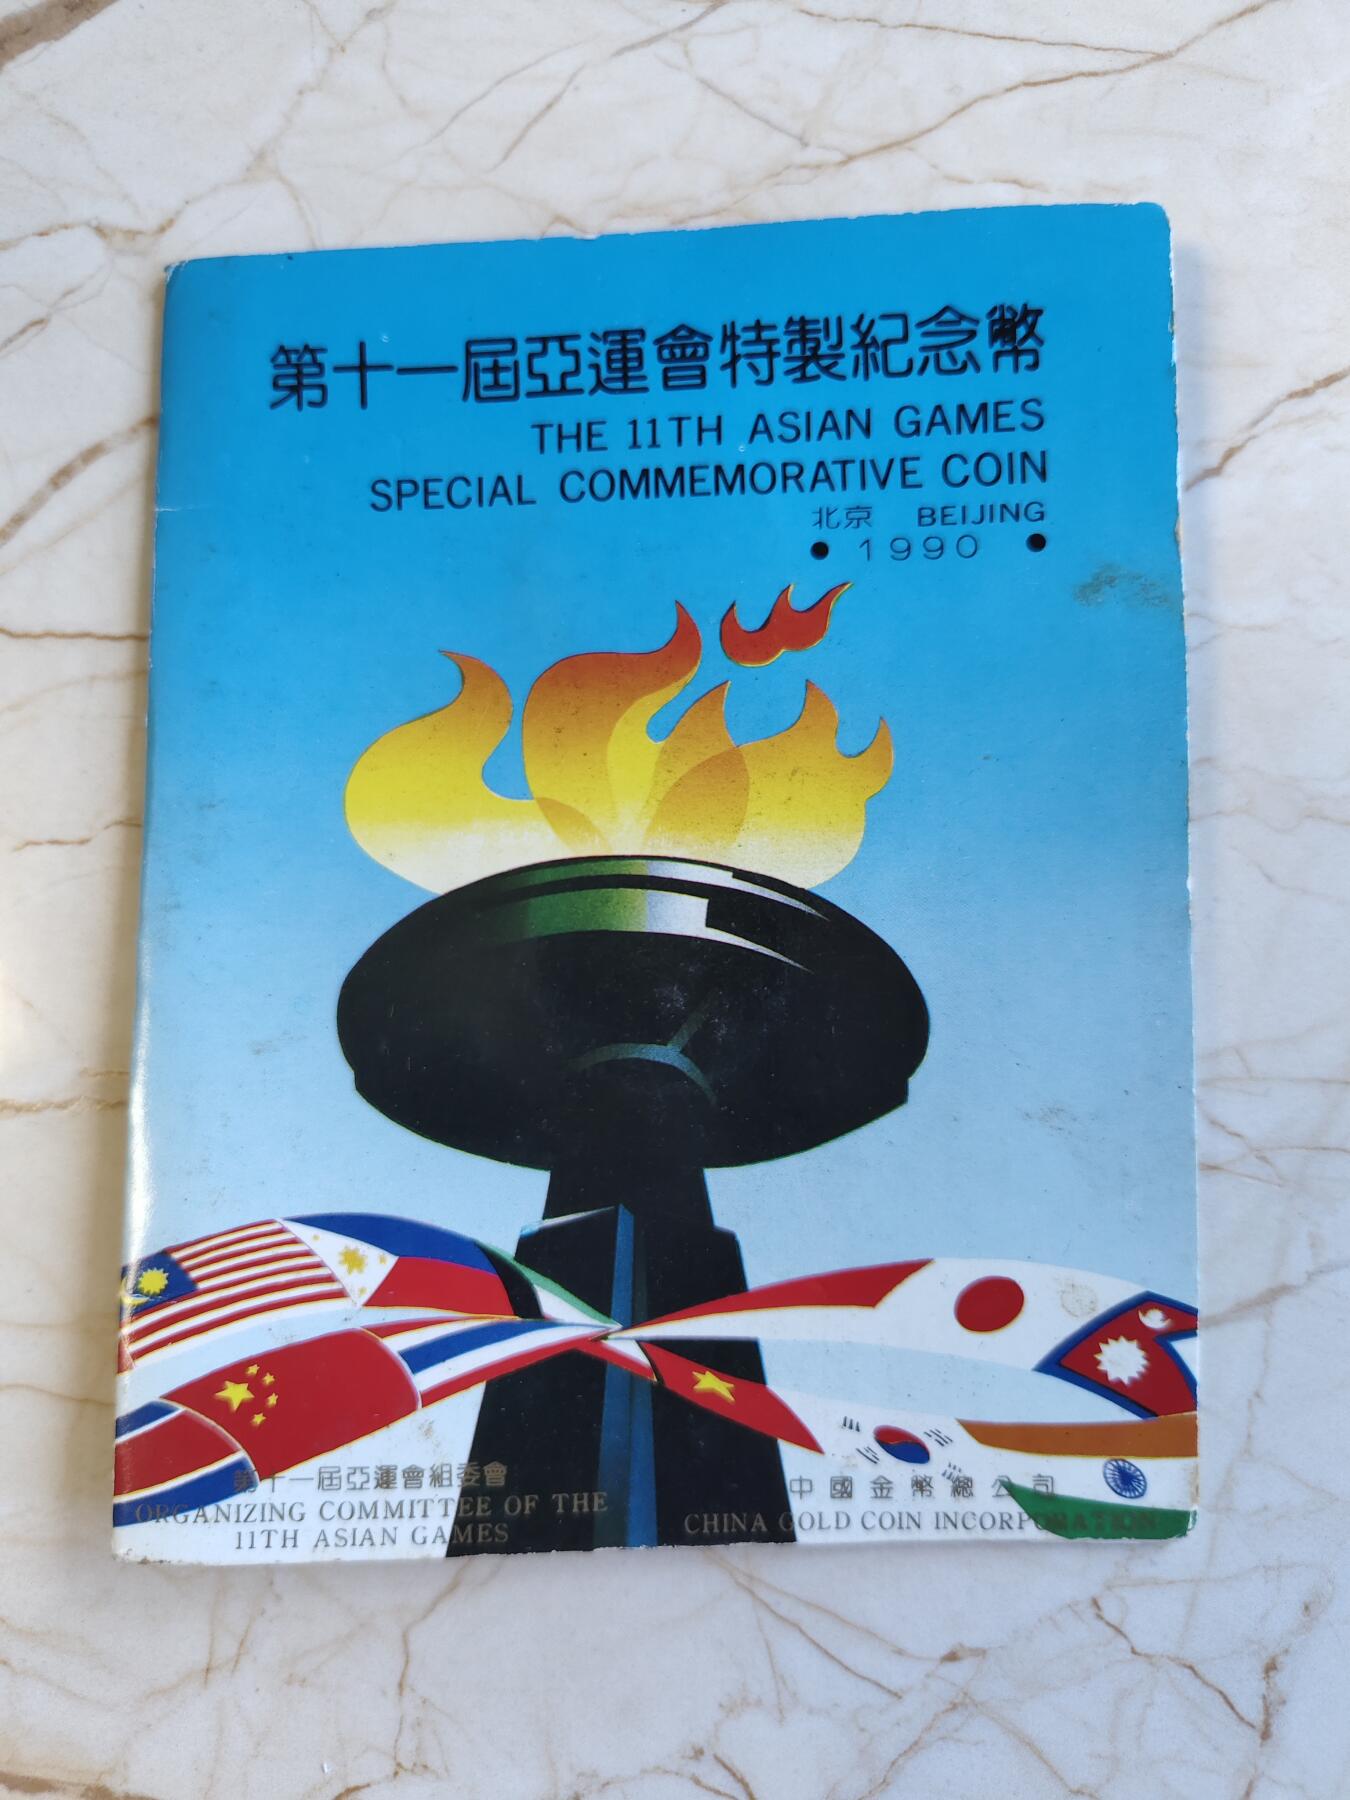 第十一屆亞運會特製紀念幣
THE 11TH ASIAN GAMES
SPECIAL COMMEMORATIVE COIN
北京 BEIJING
● 1990 ●
第十一屆亞運會組委會
ORGANIZING COMMITTEE OF THE
11TH ASIAN GAMES
中國金幣總公司
CHINA GOLD COIN INCORPORATION